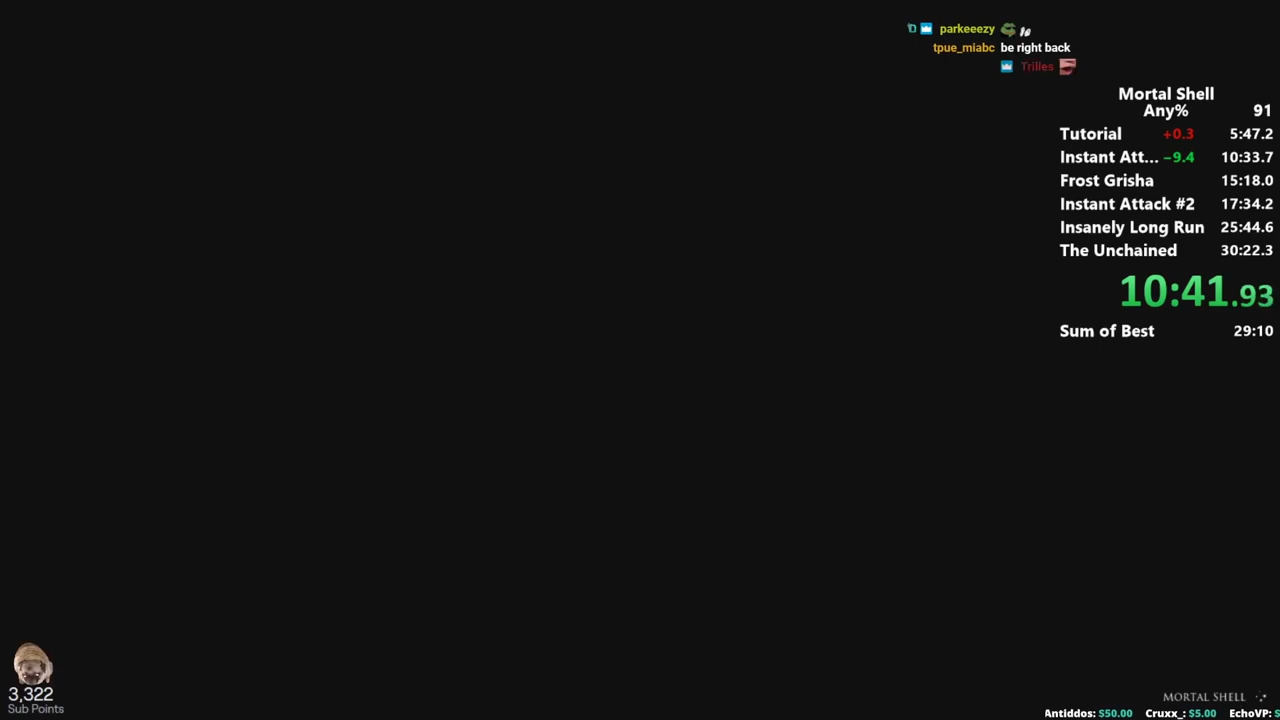 parkeeezy
tpue_miabc be right back
Trilles
Mortal Shell
Any% 91
Tutorial +0.3 5:47.2
Instant Att... −9.4 10:33.7
Frost Grisha 15:18.0
Instant Attack #2 17:34.2
Insanely Long Run 25:44.6
The Unchained 30:22.3
10:41.93
Sum of Best 29:10
3,322
Sub Points
MORTAL SHELL
Antiddos: $50.00 Cruxx_: $5.00 EchoVP: $